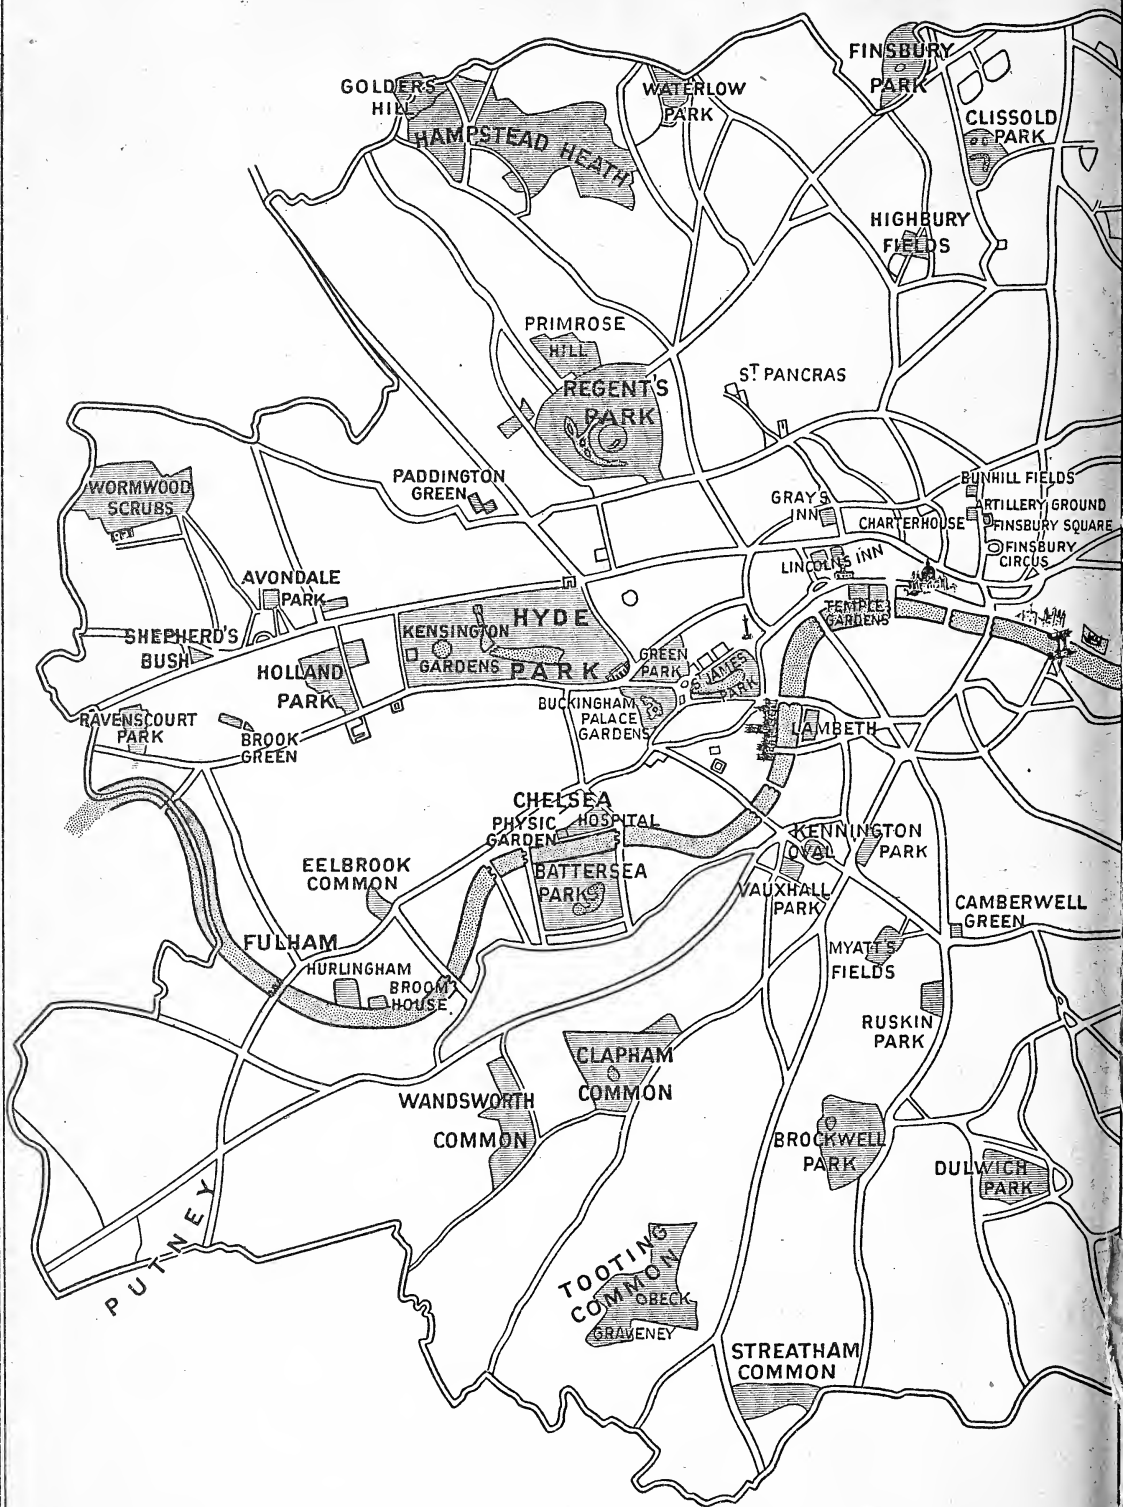 FINSBURY
PARK
GOLDERS
HILL
WATERLOW
PARK
CLISSOLD
PARK
HAMPSTEAD HEATH
HIGHBURY
FIELDS
PRIMROSE
HILL
REGENT'S
PARK
ST PANCRAS
PADDINGTON
GREEN
WORMWOOD
SCRUBS
BUNHILL FIELDS
ARTILLERY GROUND
GRAY'S
INN
CHARTERHOUSE
FINSBURY SQUARE
FINSBURY
CIRCUS
LINCOLNS INN
AVONDALE
PARK
TEMPLE
GARDENS
HYDE
PARK
KENSINGTON
GARDENS
SHEPHERD'S
BUSH
HOLLAND
PARK
GREEN
PARK
ST JAMES
PARK
BUCKINGHAM
PALACE
GARDENS
RAVENSCOURT
PARK
BROOK
GREEN
LAMBETH
CHELSEA
PHYSIC
GARDEN
HOSPITAL
KENNINGTON
OVAL
PARK
EELBROOK
COMMON
BATTERSEA
PARK
VAUXHALL
PARK
CAMBERWELL
GREEN
FULHAM
MYATT'S
FIELDS
HURLINGHAM
BROOM
HOUSE
RUSKIN
PARK
CLAPHAM
COMMON
WANDSWORTH
COMMON
BROCKWELL
PARK
DULWICH
PARK
PUTNEY
TOOTING
COMMON
BECK
GRAVENEY
STREATHAM
COMMON